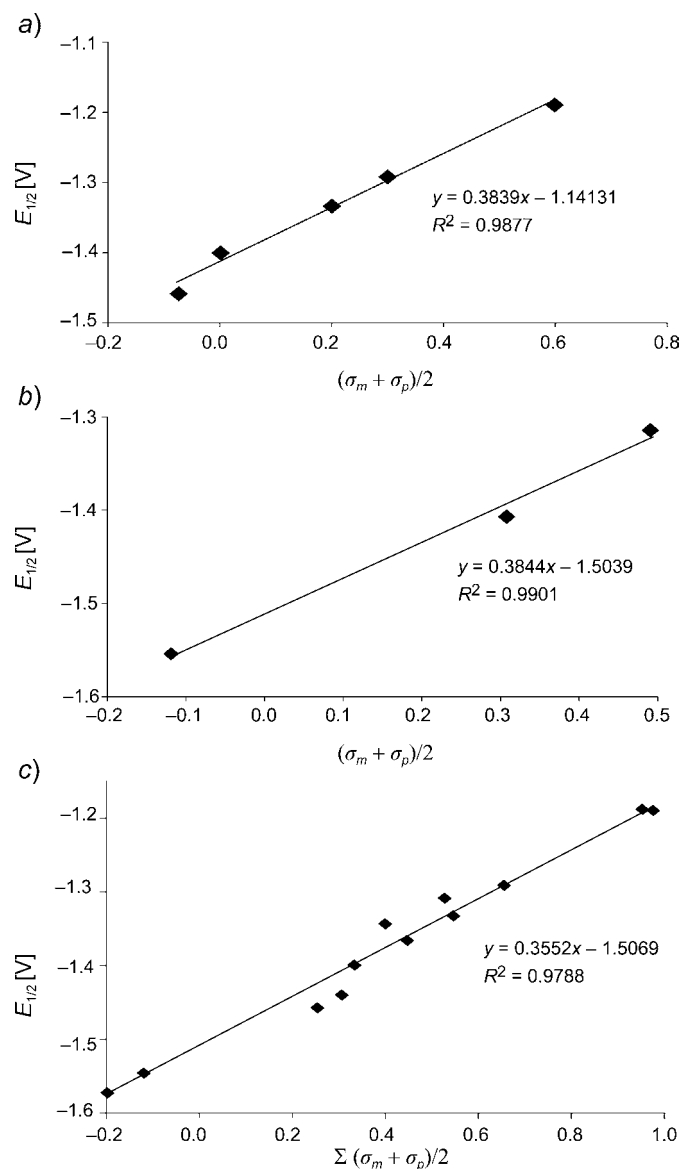 a)
−1.1
−1.2
−1.3
−1.4
−1.5
E1/2 [V]
y = 0.3839x − 1.14131
R2 = 0.9877
−0.2 0.0 0.2 0.4 0.6 0.8
(σm + σp)/2
b)
−1.3
−1.4
−1.5
−1.6
E1/2 [V]
y = 0.3844x − 1.5039
R2 = 0.9901
−0.2 −0.1 0.0 0.1 0.2 0.3 0.4 0.5
(σm + σp)/2
c)
−1.2
−1.3
−1.4
−1.5
−1.6
E1/2 [V]
y = 0.3552x − 1.5069
R2 = 0.9788
−0.2 0.0 0.2 0.4 0.6 0.8 1.0
Σ (σm + σp)/2